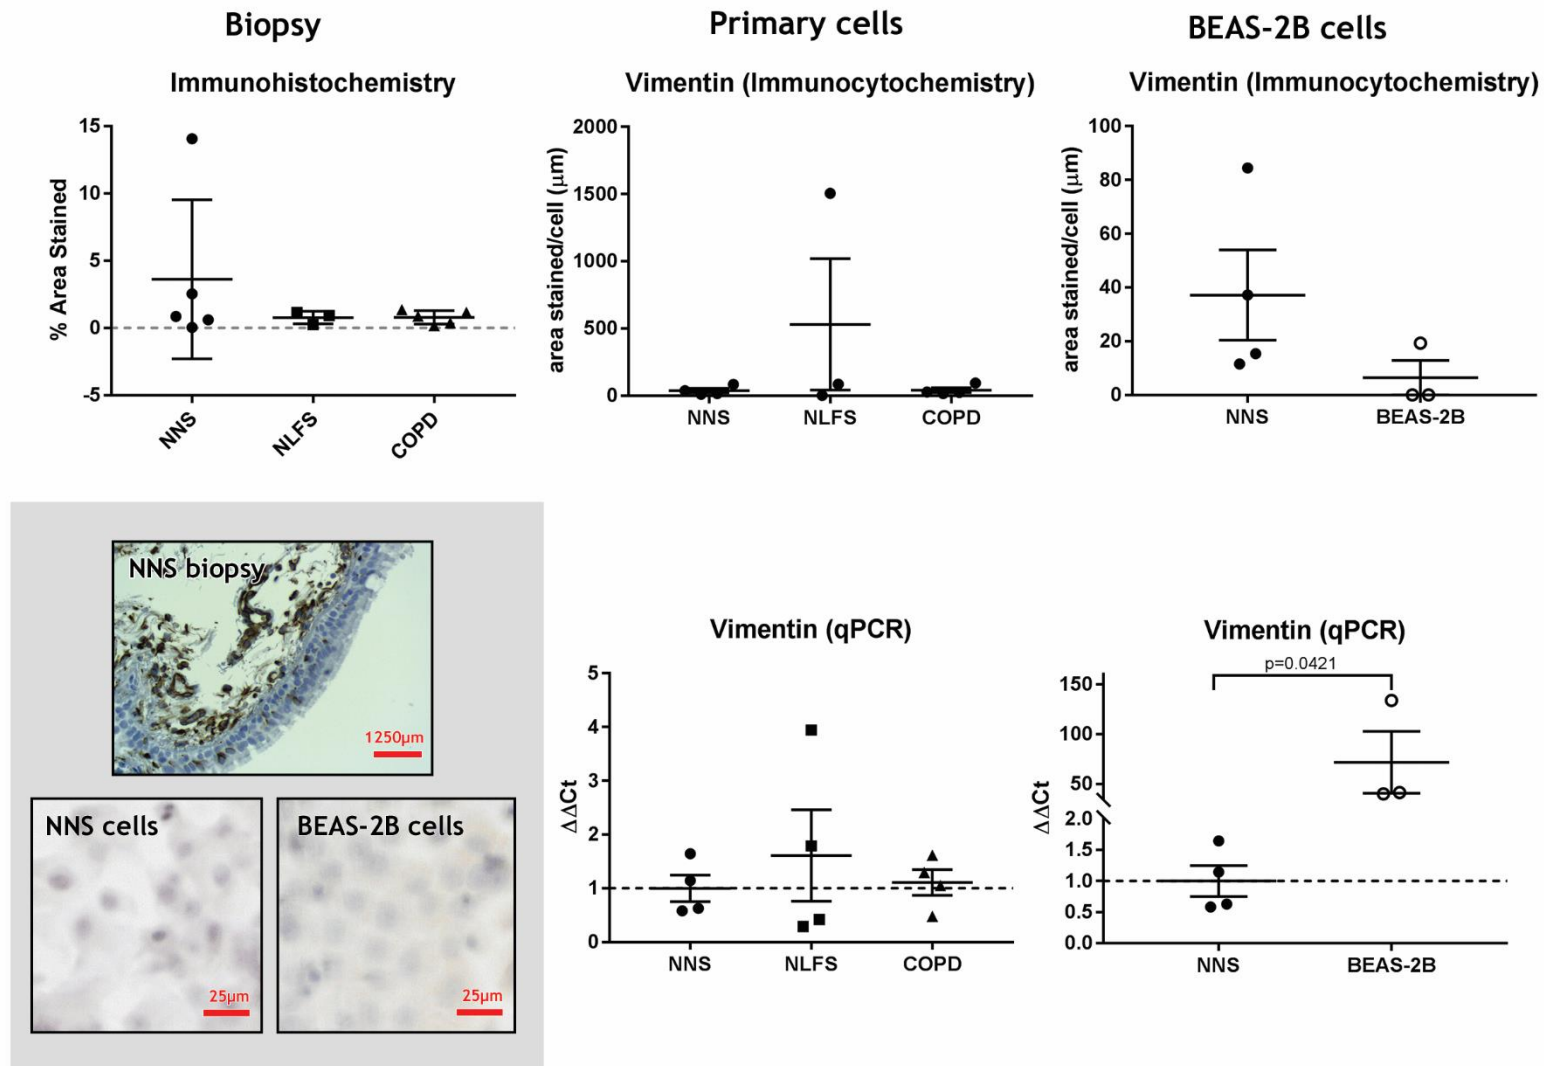 Biopsy
Primary cells
BEAS-2B cells
Immunohistochemistry
% Area Stained
15
10
5
0
-5
NNS
NLFS
COPD
Vimentin (Immunocytochemistry)
area stained/cell (μm)
2000
1500
1000
500
0
NNS
NLFS
COPD
Vimentin (Immunocytochemistry)
area stained/cell (μm)
100
80
60
40
20
0
NNS
BEAS-2B
NNS biopsy
1250μm
NNS cells
25μm
BEAS-2B cells
25μm
Vimentin (qPCR)
ΔΔCt
5
4
3
2
1
0
NNS
NLFS
COPD
Vimentin (qPCR)
p=0.0421
ΔΔCt
150
100
50
2.0
1.5
1.0
0.5
0.0
NNS
BEAS-2B